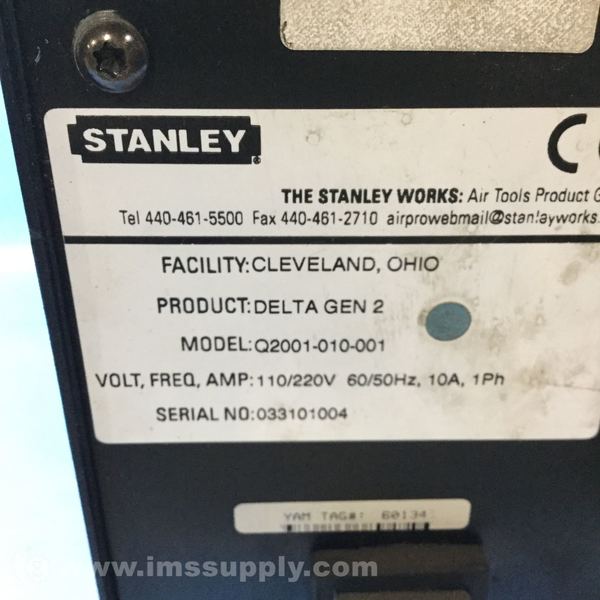 STANLEY
THE STANLEY WORKS: Air Tools Product G
Tel 440-461-5500 Fax 440-461-2710 airprowebmail@stanleyworks.
FACILITY: CLEVELAND, OHIO
PRODUCT: DELTA GEN 2
MODEL: Q2001-010-001
VOLT, FREQ, AMP: 110/220V 60/50Hz, 10A, 1Ph
SERIAL NO: 033101004
YAM TAG#: 60134
www.imssupply.com